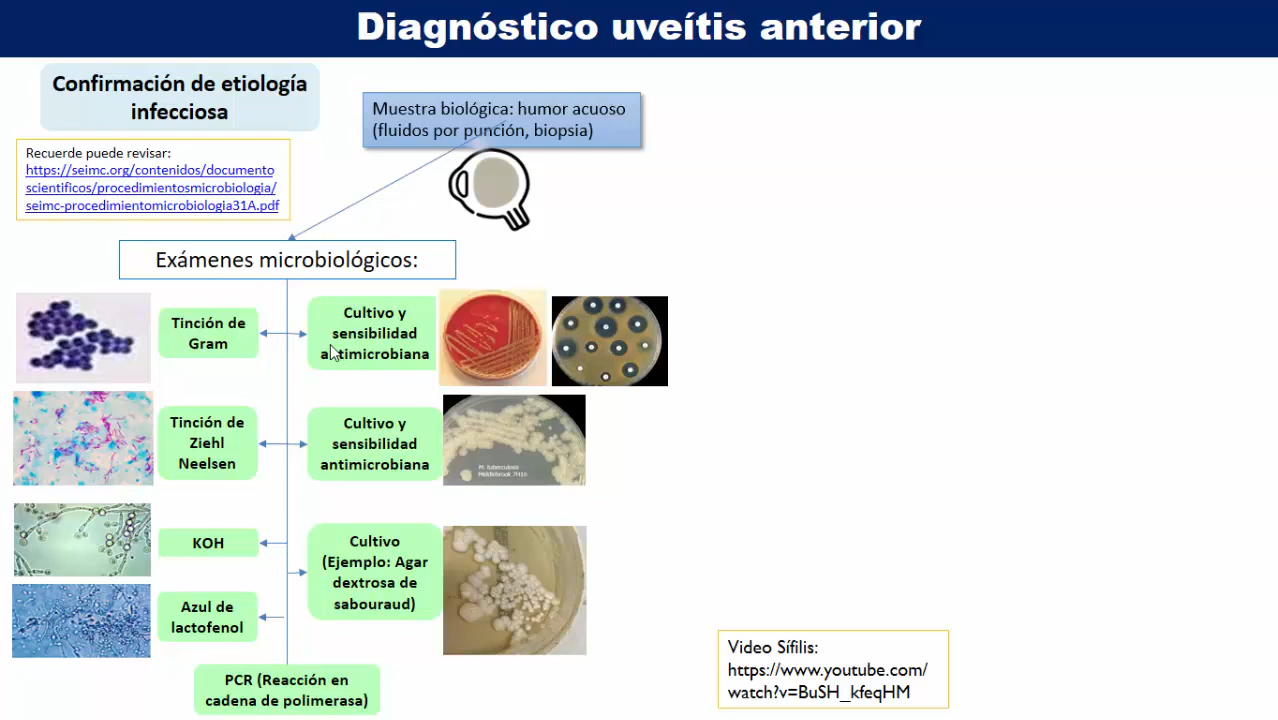 Diagnóstico uveítis anterior
Confirmación de etiología
infecciosa
Muestra biológica: humor acuoso
(fluidos por punción, biopsia)
Recuerde puede revisar:
https://seimc.org/contenidos/documento
scientificos/procedimientosmicrobiologia/
seimc-procedimientomicrobiologia31A.pdf
Exámenes microbiológicos:
Tinción de
Gram
Cultivo y
sensibilidad
antimicrobiana
Tinción de
Ziehl
Neelsen
Cultivo y
sensibilidad
antimicrobiana
M. tuberculosis
Middlebrook 7H10
KOH
Cultivo
(Ejemplo: Agar
dextrosa de
sabouraud)
Azul de
lactofenol
PCR (Reacción en
cadena de polimerasa)
Video Sífilis:
https://www.youtube.com/
watch?v=BuSH_kfeqHM